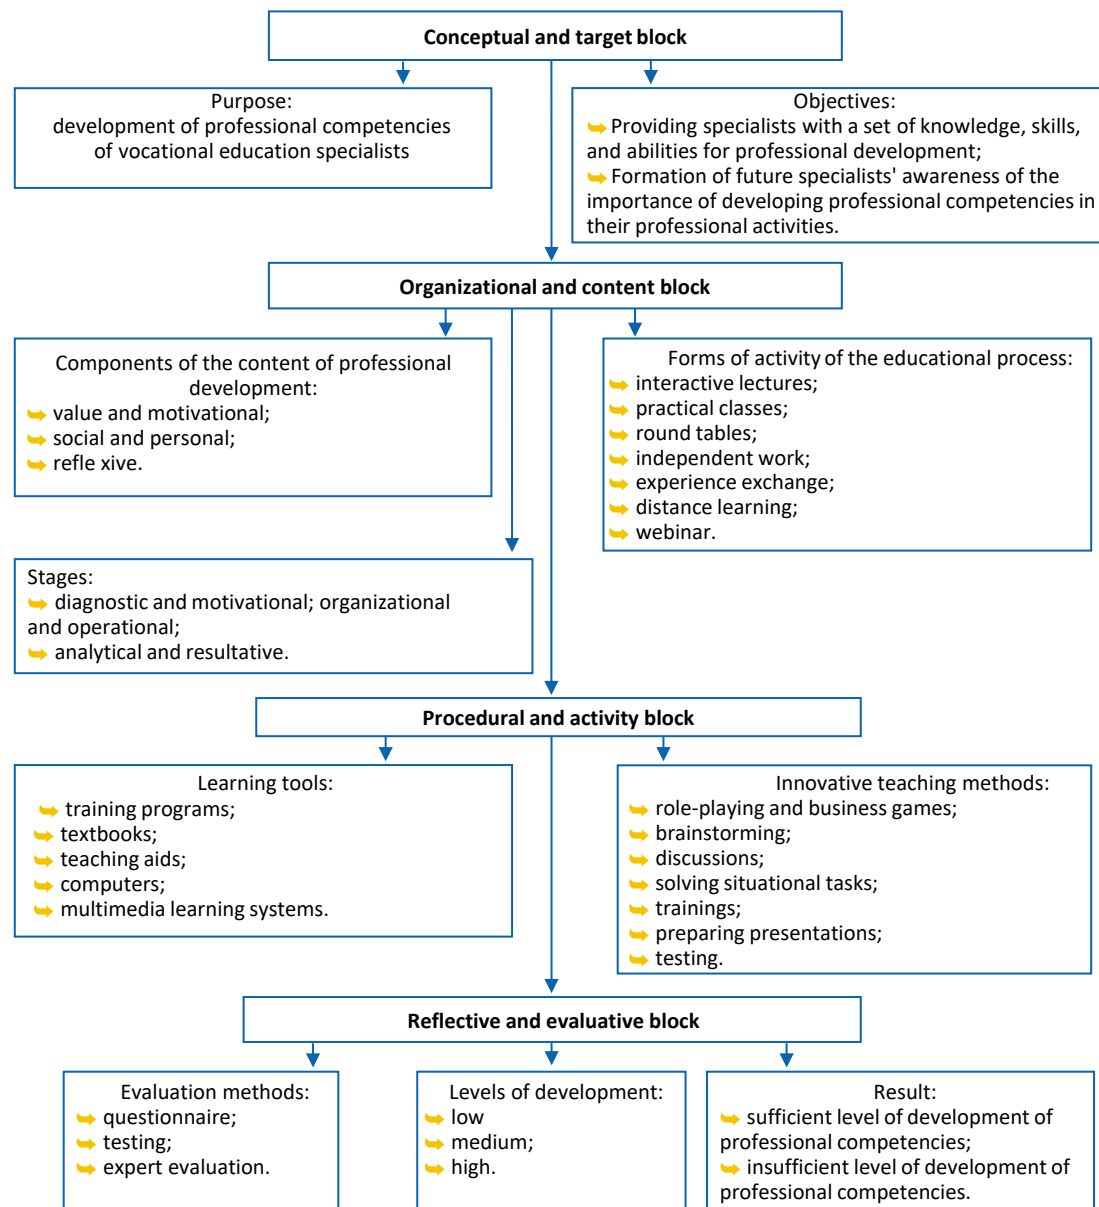 Conceptual and target block
Purpose:
development of professional competencies
of vocational education specialists
Objectives:
Providing specialists with a set of knowledge, skills,
and abilities for professional development;
Formation of future specialists' awareness of the
importance of developing professional competencies in
their professional activities.
Organizational and content block
Components of the content of professional
development:
value and motivational;
social and personal;
refle xive.
Forms of activity of the educational process:
interactive lectures;
practical classes;
round tables;
independent work;
experience exchange;
distance learning;
webinar.
Stages:
diagnostic and motivational; organizational
and operational;
analytical and resultative.
Procedural and activity block
Learning tools:
training programs;
textbooks;
teaching aids;
computers;
multimedia learning systems.
Innovative teaching methods:
role-playing and business games;
brainstorming;
discussions;
solving situational tasks;
trainings;
preparing presentations;
testing.
Reflective and evaluative block
Evaluation methods:
questionnaire;
testing;
expert evaluation.
Levels of development:
low
medium;
high.
Result:
sufficient level of development of
professional competencies;
insufficient level of development of
professional competencies.